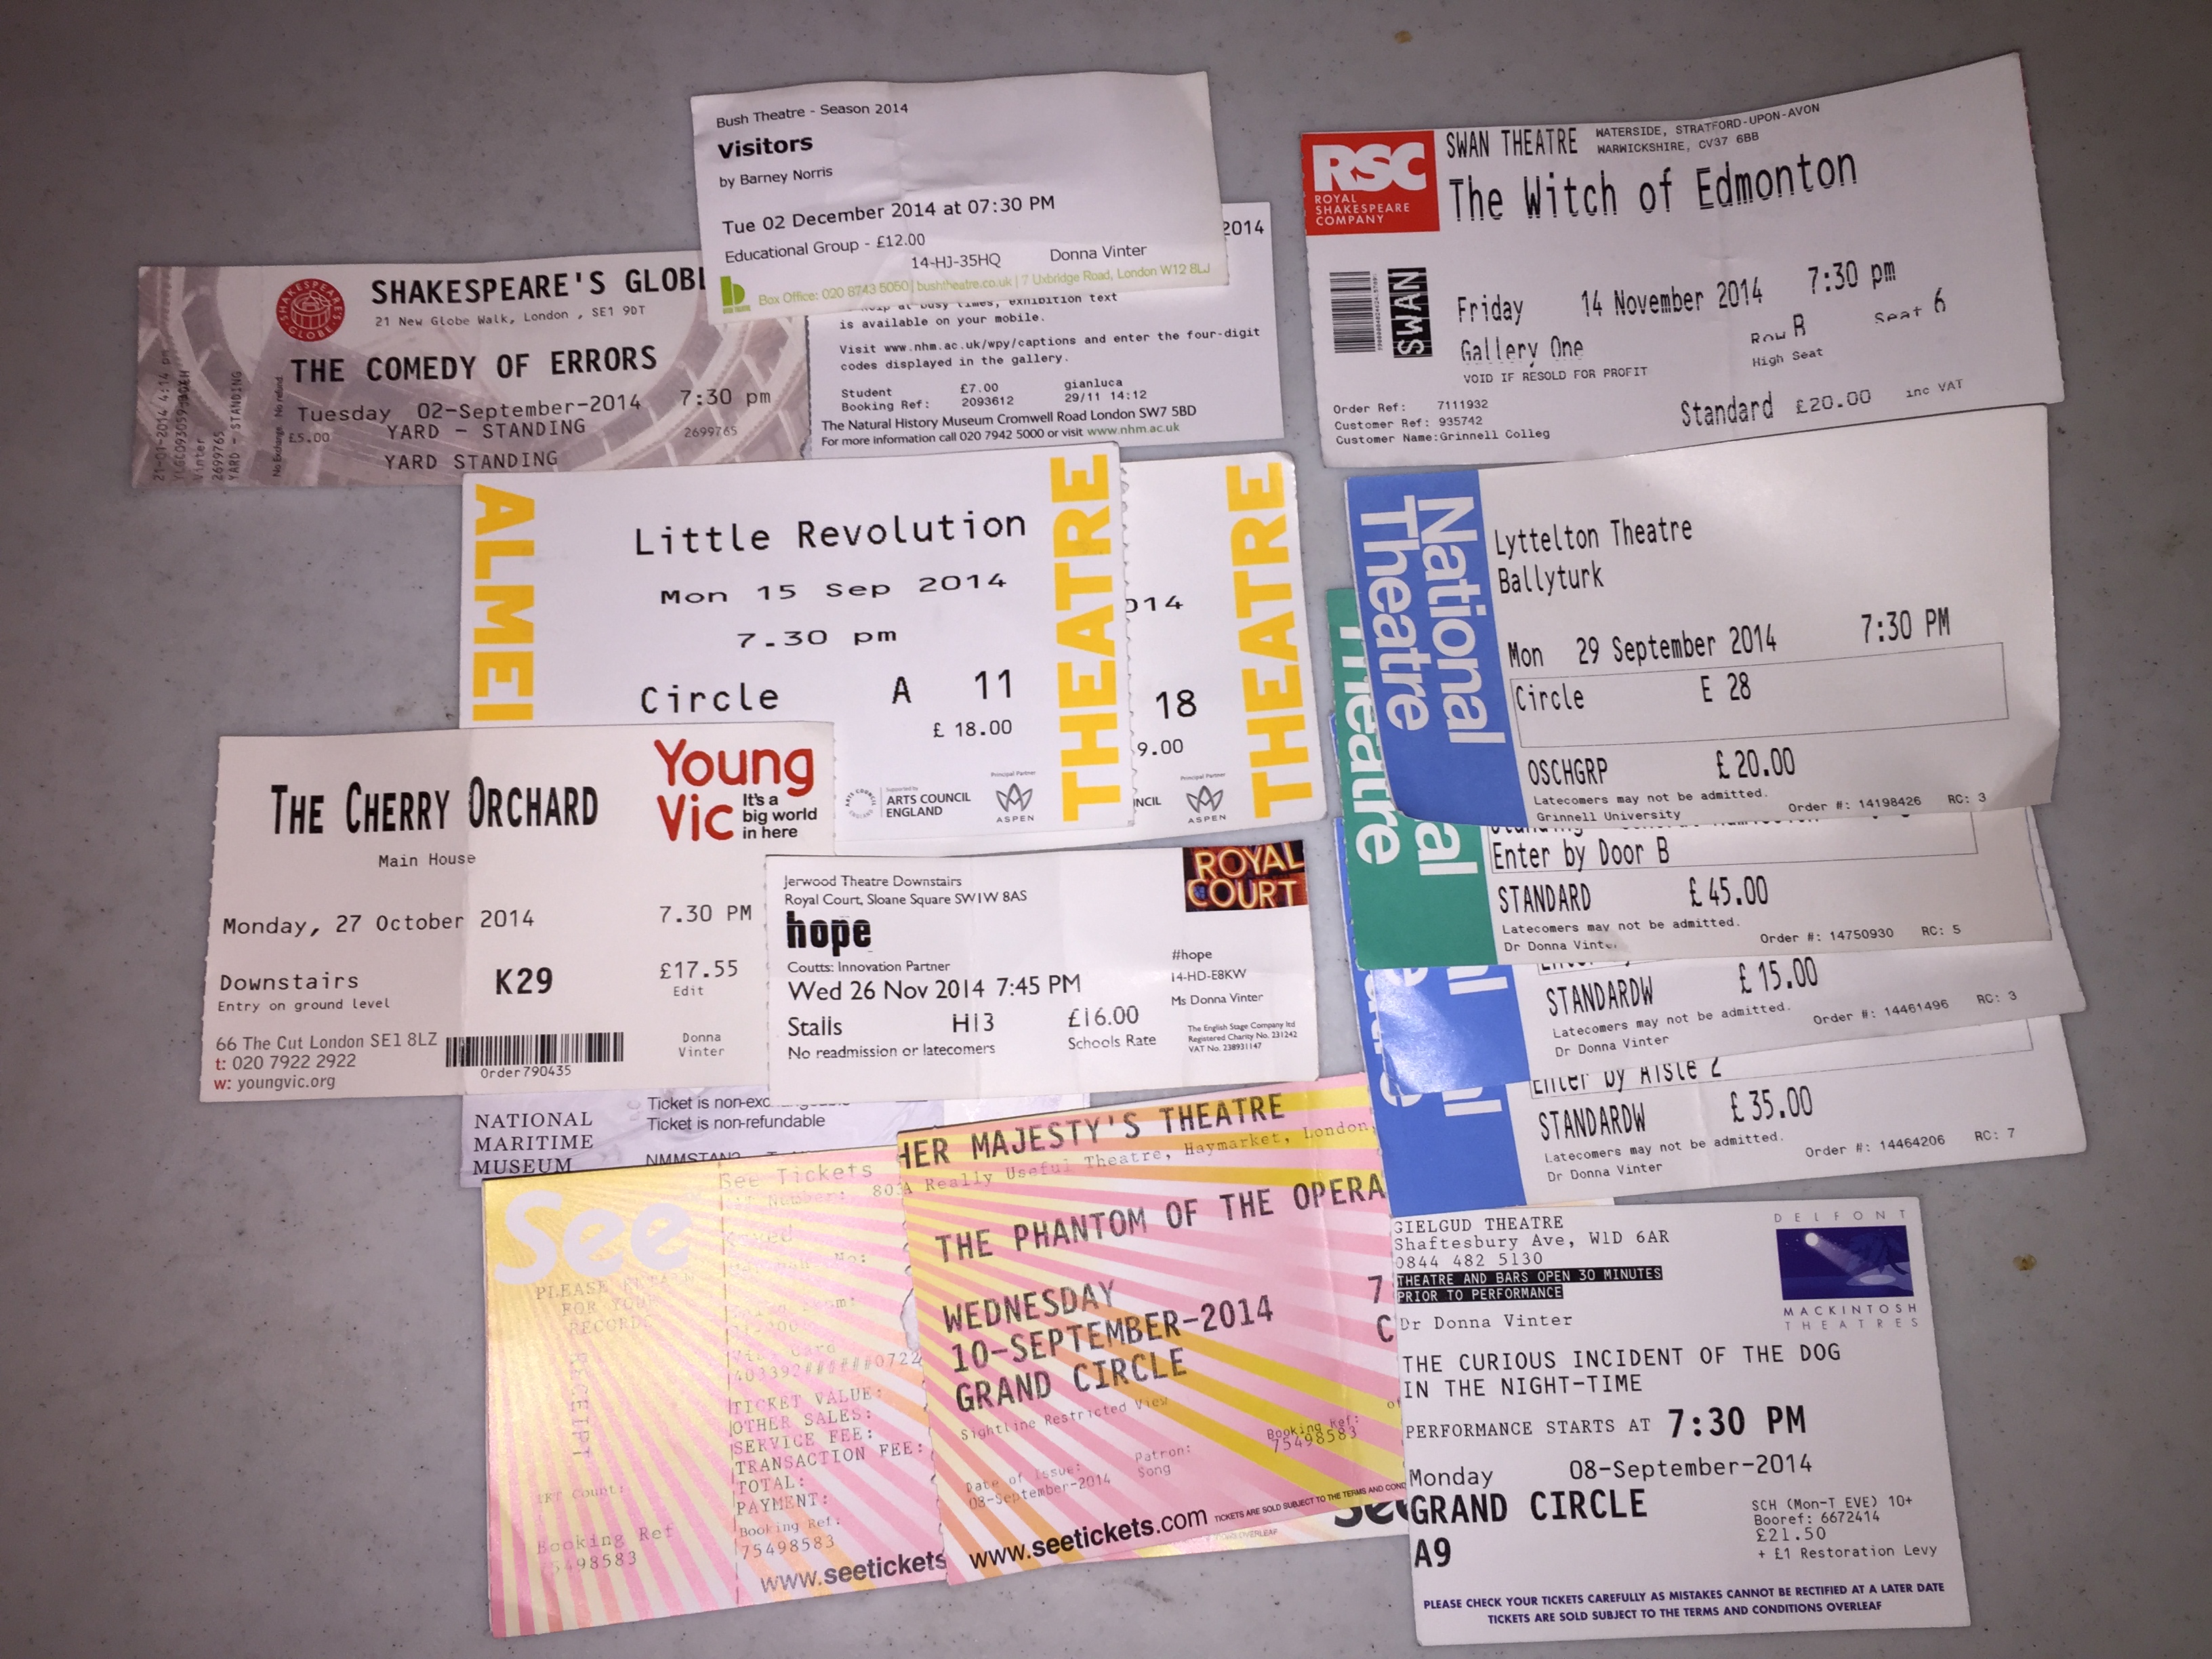 Bush Theatre - Season 2014
Visitors
by Barney Norris
Tue 02 December 2014 at 07:30 PM
Educational Group - £12.00
14-HJ-35HQ Donna Vinter
Box Office: 020 8743 5050 | bushtheatre.co.uk | 7 Uxbridge Road, London W12 8LJ
SHAKESPEARE'S GLOBE
SHAKESPEARE'S GLOB
21 New Globe Walk, London , SE1 9DT
THE COMEDY OF ERRORS
Tuesday 02-September-2014 7:30 pm
YARD - STANDING
£5.00
2699765
YARD STANDING
No Exchange. No refund
21-01-2014 4:14 pm
Vinter
2699765
YARD - STANDING
2014
help at busy times, exhibition text
is available on your mobile.
Visit www.nhm.ac.uk/wpy/captions and enter the four-digit
codes displayed in the gallery.
Student £7.00 gianluca
Booking Ref: 2093612 29/11 14:12
The Natural History Museum Cromwell Road London SW7 5BD
For more information call 020 7942 5000 or visit www.nhm.ac.uk
RSC
ROYAL
SHAKESPEARE
COMPANY
SWAN THEATRE
WATERSIDE, STRATFORD-UPON-AVON
WARWICKSHIRE, CV37 6BB
The Witch of Edmonton
SWAN
Friday 14 November 2014 7:30 pm
Gallery One Row B Seat 6
High Seat
VOID IF RESOLD FOR PROFIT
Standard £20.00 inc VAT
Order Ref: 7111932
Customer Ref: 935742
Customer Name:Grinnell Colleg
ALMEI
Little Revolution
Mon 15 Sep 2014
7.30 pm
Circle A 11
£ 18.00
Supported by
ARTS COUNCIL
ENGLAND
Principal Partner
ASPEN
THEATRE
014
18
9.00
NCIL
Principal Partner
ASPEN
THEATRE
National
Theatre
Lyttelton Theatre
Ballyturk
Mon 29 September 2014 7:30 PM
Circle E 28
OSCHGRP £ 20.00
Latecomers may not be admitted.
Grinnell University
Order #: 14198426 RC: 3
Theatre
al
Enter by Door B
STANDARD £ 45.00
Latecomers may not be admitted.
Dr Donna Vinte
Order #: 14750930 RC: 5
STANDARDW £ 15.00
Latecomers may not be admitted.
Dr Donna Vinter
Order #: 14461496 RC: 3
Enter by Aisle 2
STANDARDW £ 35.00
Latecomers may not be admitted.
Dr Donna Vinter
Order #: 14464206 RC: 7
THE CHERRY ORCHARD
Main House
Young
Vic
It's a
big world
in here
Monday, 27 October 2014 7.30 PM
Downstairs K29 £17.55
Entry on ground level Edit
66 The Cut London SE1 8LZ
t: 020 7922 2922
w: youngvic.org
Order790435
Donna
Vinter
Jerwood Theatre Downstairs
Royal Court, Sloane Square SW1W 8AS
ROYAL
COURT
hope
Coutts: Innovation Partner
Wed 26 Nov 2014 7:45 PM
Stalls H13 £16.00
No readmission or latecomers Schools Rate
#hope
14-HD-E8KW
Ms Donna Vinter
The English Stage Company ltd
Registered Charity No. 231242
VAT No. 238931147
NATIONAL
MARITIME
MUSEUM
Ticket is non-exc
Ticket is non-refundable
See
See Tickets
PLEASE RETAIN
FOR YOUR
RECORDS
RECEIPT
403392######0722
TICKET VALUE:
OTHER SALES:
SERVICE FEE:
TRANSACTION FEE:
TOTAL:
PAYMENT:
Booking Ref:
75498583
Booking Ref
75498583
www.seetickets
HER MAJESTY'S THEATRE
A Really Useful Theatre, Haymarket, London,
THE PHANTOM OF THE OPERA
WEDNESDAY
10-SEPTEMBER-2014
GRAND CIRCLE
Sightline Restricted View
Booking Ref:
75498583
Date of Issue:
08-September-2014
Patron:
Song
www.seetickets.com
GIELGUD THEATRE
Shaftesbury Ave, W1D 6AR
0844 482 5130
THEATRE AND BARS OPEN 30 MINUTES
PRIOR TO PERFORMANCE
DELFONT
MACKINTOSH
THEATRES
Dr Donna Vinter
THE CURIOUS INCIDENT OF THE DOG
IN THE NIGHT-TIME
PERFORMANCE STARTS AT 7:30 PM
Monday 08-September-2014
GRAND CIRCLE
A9
SCH (Mon-T EVE) 10+
Booref: 6672414
£21.50
+ £1 Restoration Levy
PLEASE CHECK YOUR TICKETS CAREFULLY AS MISTAKES CANNOT BE RECTIFIED AT A LATER DATE
TICKETS ARE SOLD SUBJECT TO THE TERMS AND CONDITIONS OVERLEAF